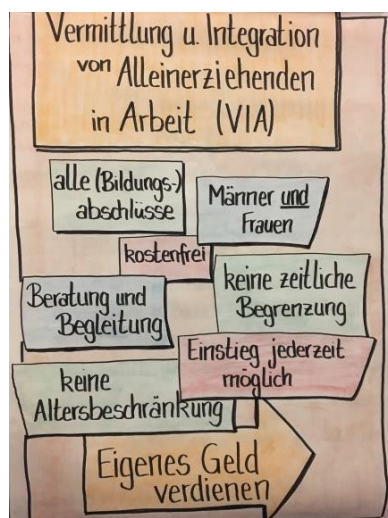 Vermittlung u. Integration
von Alleinerziehenden
in Arbeit (VIA)
alle (Bildungs-)
abschlüsse
Männer und
Frauen
kostenfrei
keine zeitliche
Begrenzung
Beratung und
Begleitung
Einstieg jederzeit
möglich
keine
Altersbeschränkung
Eigenes Geld
verdienen